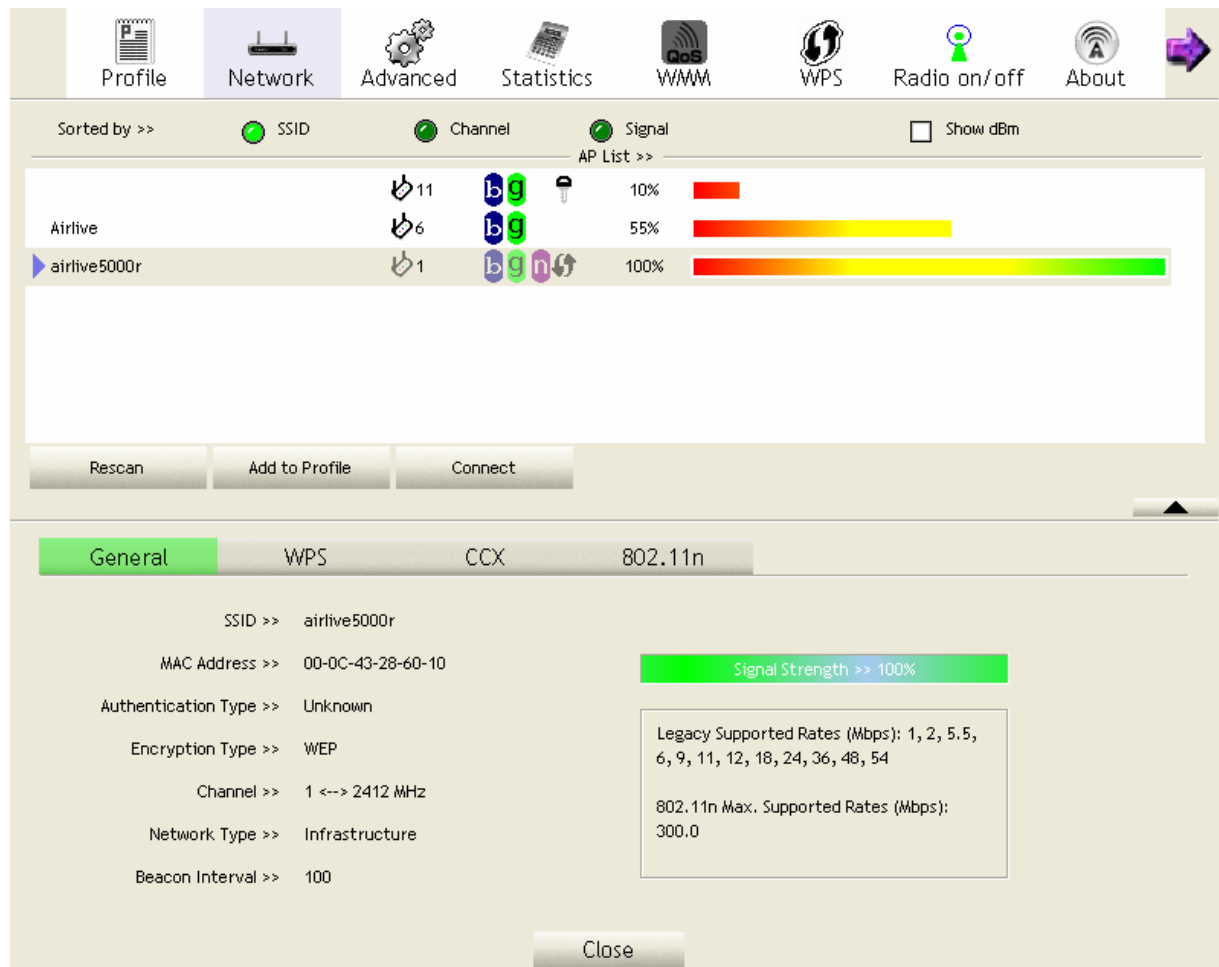 Profile Network Advanced Statistics QoS WMM WPS Radio on/off About
Sorted by >> SSID Channel Signal Show dBm
AP List >>
11 b g 10%
Airlive 6 b g 55%
airlive5000r 1 b g n 100%
Rescan Add to Profile Connect
General WPS CCX 802.11n
SSID >> airlive5000r
MAC Address >> 00-0C-43-28-60-10
Signal Strength >> 100%
Authentication Type >> Unknown
Encryption Type >> WEP
Channel >> 1 <--> 2412 MHz
Network Type >> Infrastructure
Beacon Interval >> 100
Legacy Supported Rates (Mbps): 1, 2, 5.5,
6, 9, 11, 12, 18, 24, 36, 48, 54
802.11n Max. Supported Rates (Mbps):
300.0
Close